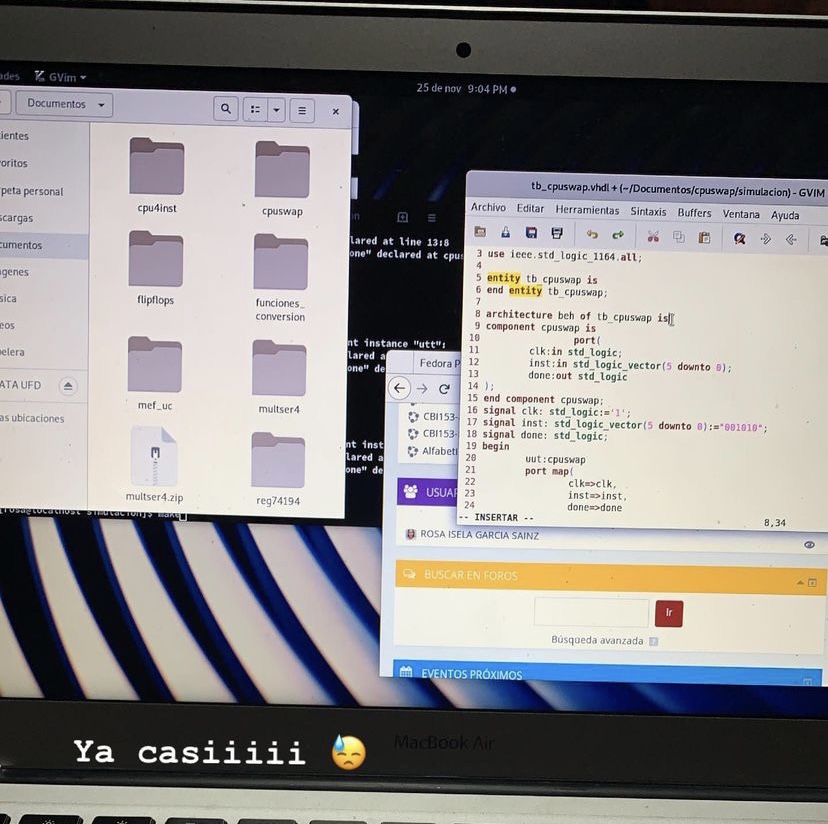 ades GVim
25 de nov 9:04 PM
Documentos
ientes
oritos
peta personal
scargas
cumentos
ágenes
sica
eos
pelera
ATA UFD
as ubicaciones
cpu4inst
cpuswap
flipflops
funciones_
conversion
mef_uc
multser4
multser4.zip
reg74194
lared at line 13:8
one" declared at cpus
nt instance "utt":
lared a
one" de
nt inst
lared a
one" de
Fedora P
CBI153-
CBI153-
Alfabeti
USUAR
ROSA ISELA GARCIA SAINZ
BUSCAR EN FOROS
Ir
Búsqueda avanzada ?
EVENTOS PRÓXIMOS
tb_cpuswap.vhdl + (~/Documentos/cpuswap/simulacion) - GVIM
Archivo Editar Herramientas Sintaxis Buffers Ventana Ayuda
3 use ieee.std_logic_1164.all;
4
5 entity tb_cpuswap is
6 end entity tb_cpuswap;
7
8 architecture beh of tb_cpuswap is
9 component cpuswap is
10 port(
11 clk:in std_logic;
12 inst:in std_logic_vector(5 downto 0);
13 done:out std_logic
14 );
15 end component cpuswap;
16 signal clk: std_logic:='1';
17 signal inst: std_logic_vector(5 downto 0):="001010";
18 signal done: std_logic;
19 begin
20 uut:cpuswap
21 port map(
22 clk=>clk,
23 inst=>inst,
24 done=>done
-- INSERTAR --
8,34
Ya casiiiii 😓
MacBook Air